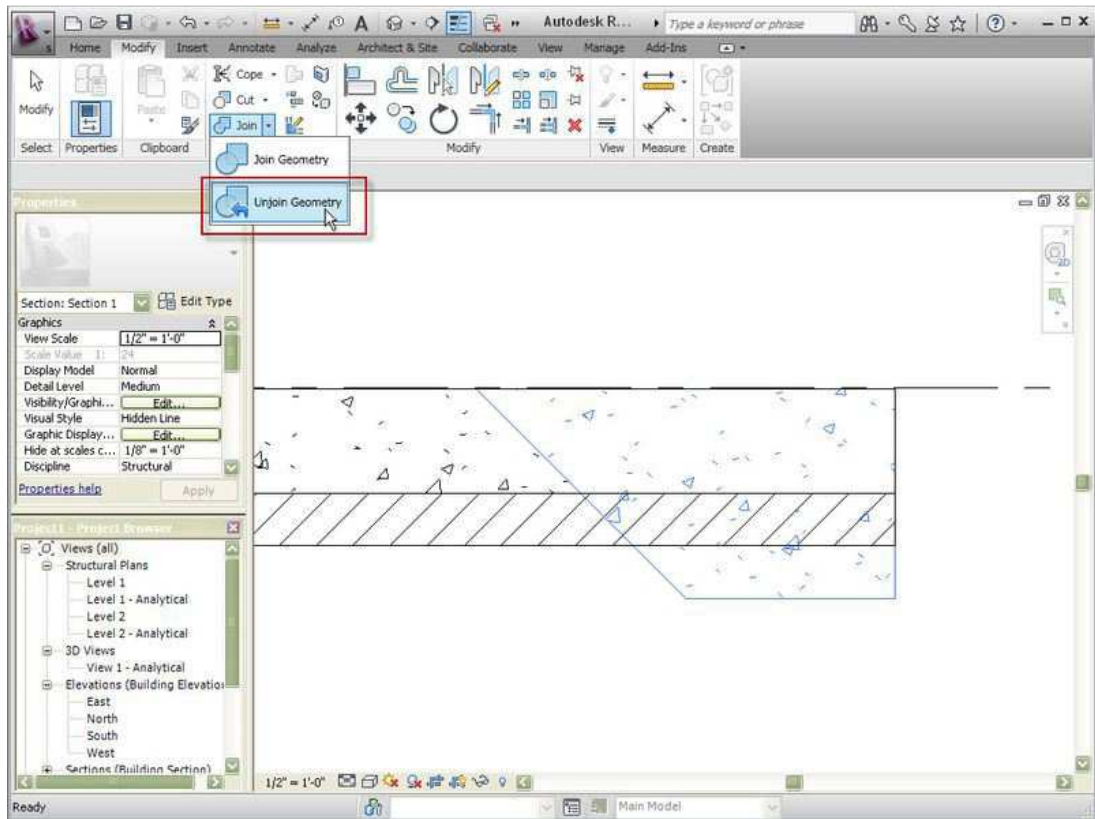 Autodesk R...
Type a keyword or phrase
Home Modify Insert Annotate Analyze Architect & Site Collaborate View Manage Add-Ins
Modify
Paste
Cope
Cut
Join
Select Properties Clipboard Modify View Measure Create
Join Geometry
Unjoin Geometry
Properties
Section: Section 1 Edit Type
Graphics
View Scale 1/2" = 1'-0"
Scale Value 1: 24
Display Model Normal
Detail Level Medium
Visibility/Graphi... Edit...
Visual Style Hidden Line
Graphic Display... Edit...
Hide at scales c... 1/8" = 1'-0"
Discipline Structural
Properties help Apply
Project1 - Project Browser
Views (all)
Structural Plans
Level 1
Level 1 - Analytical
Level 2
Level 2 - Analytical
3D Views
View 1 - Analytical
Elevations (Building Elevatio
East
North
South
West
Sections (Building Section)
2D
1/2" = 1'-0"
Ready
Main Model